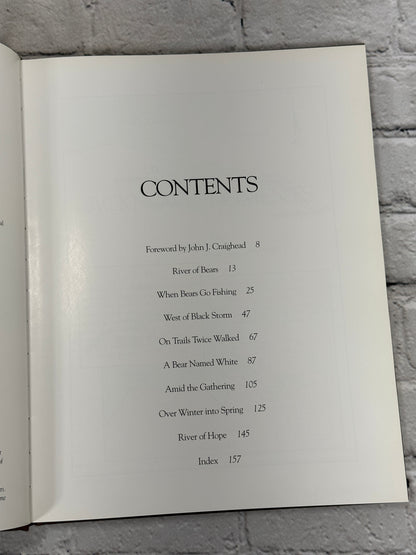 CONTENTS
Foreword by John J. Craighead 8
River of Bears 13
When Bears Go Fishing 25
West of Black Storm 47
On Trails Twice Walked 67
A Bear Named White 87
Amid the Gathering 105
Over Winter into Spring 125
River of Hope 145
Index 157